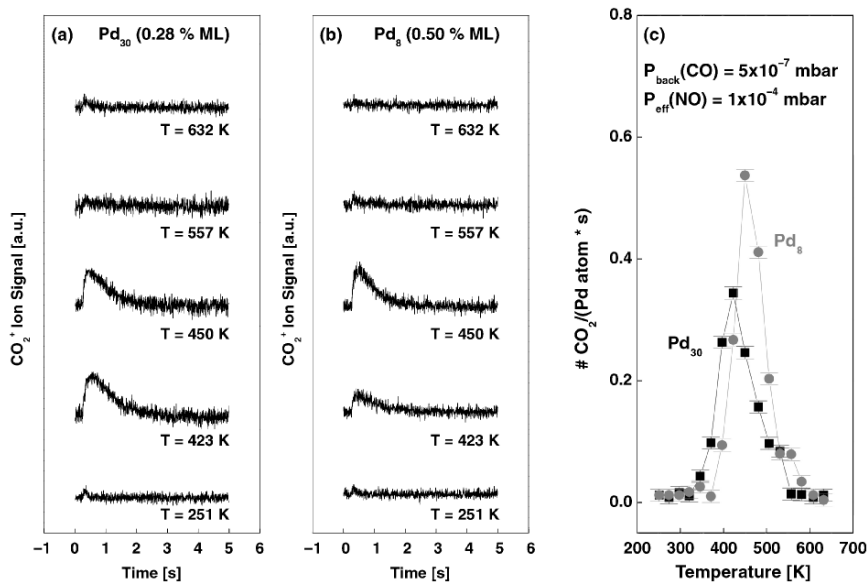 (a) Pd30 (0.28 % ML)
T = 632 K
T = 557 K
T = 450 K
T = 423 K
T = 251 K
CO2+ Ion Signal [a.u.]
−1 0 1 2 3 4 5 6
Time [s]
(b) Pd8 (0.50 % ML)
T = 632 K
T = 557 K
T = 450 K
T = 423 K
T = 251 K
CO2+ Ion Signal [a.u.]
−1 0 1 2 3 4 5 6
Time [s]
(c)
Pback(CO) = 5x10−7 mbar
Peff(NO) = 1x10−4 mbar
Pd8
Pd30
# CO2/(Pd atom * s)
0.8
0.6
0.4
0.2
0.0
200 300 400 500 600 700
Temperature [K]